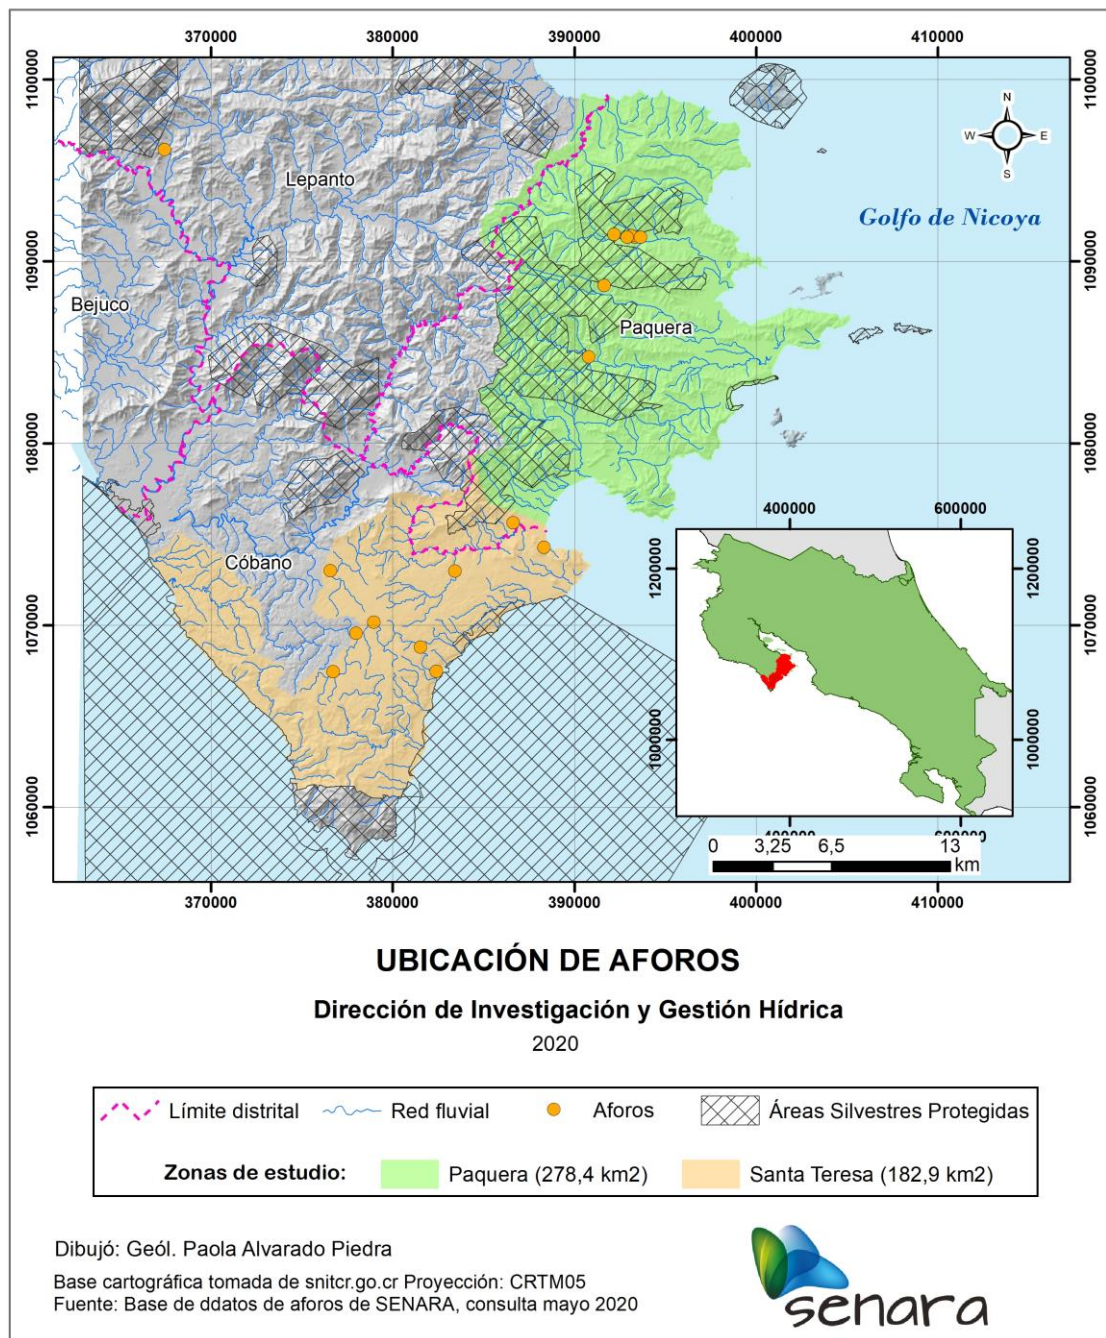 370000 380000 390000 400000 410000
1100000 1100000
N
W E
S
Lepanto
Golfo de Nicoya
1090000 1090000
Bejuco
Paquera
1080000 1080000
400000 600000
1200000 1200000
Cóbano
1070000 1070000
1000000 1000000
1060000 1060000
400000 600000
0 3,25 6,5 13
km
370000 380000 390000 400000 410000
UBICACIÓN DE AFOROS
Dirección de Investigación y Gestión Hídrica
2020
Límite distrital Red fluvial Aforos Áreas Silvestres Protegidas
Zonas de estudio: Paquera (278,4 km2) Santa Teresa (182,9 km2)
Dibujó: Geól. Paola Alvarado Piedra
Base cartográfica tomada de snitcr.go.cr Proyección: CRTM05
Fuente: Base de ddatos de aforos de SENARA, consulta mayo 2020
senara